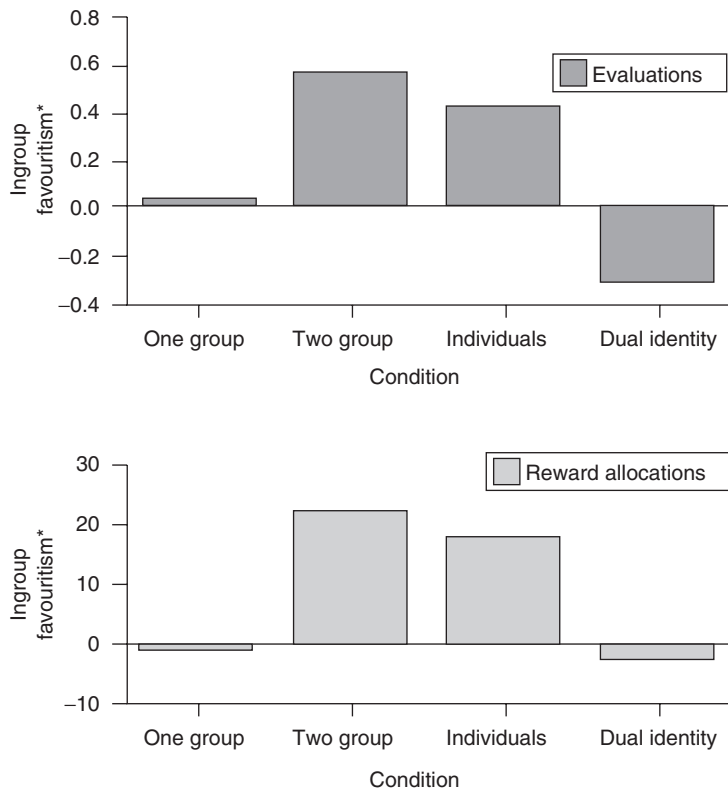 0.8
0.6
0.4
0.2
0.0
–0.2
–0.4
Ingroup
favouritism*
Evaluations
One group Two group Individuals Dual identity
Condition
30
20
10
0
–10
Ingroup
favouritism*
Reward allocations
One group Two group Individuals Dual identity
Condition